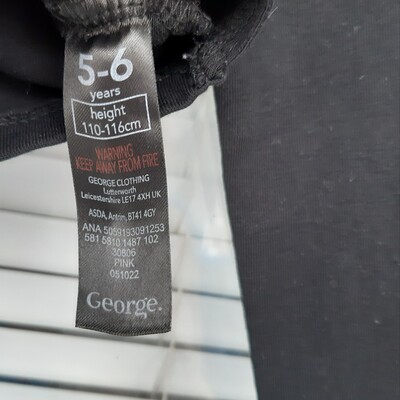 5-6
years
height
110-116cm
WARNING
KEEP AWAY FROM FIRE
GEORGE CLOTHING
Lutterworth
Leicestershire LE17 4XH UK
ASDA, Antrim, BT41 4GY
ANA 5059193091253
581 5810 1487 102
30806
PINK
051022
George.